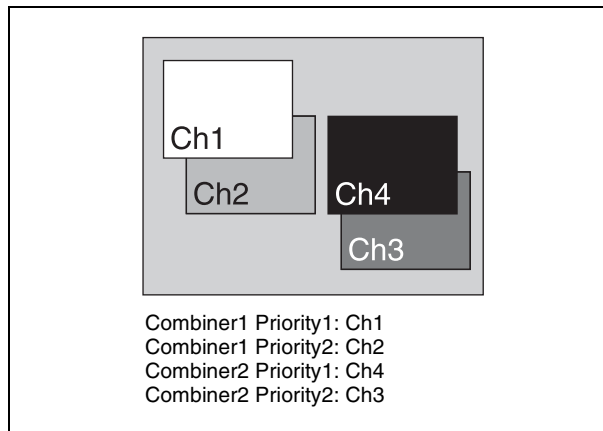 Ch1
Ch2
Ch4
Ch3
Combiner1 Priority1: Ch1
Combiner1 Priority2: Ch2
Combiner2 Priority1: Ch4
Combiner2 Priority2: Ch3